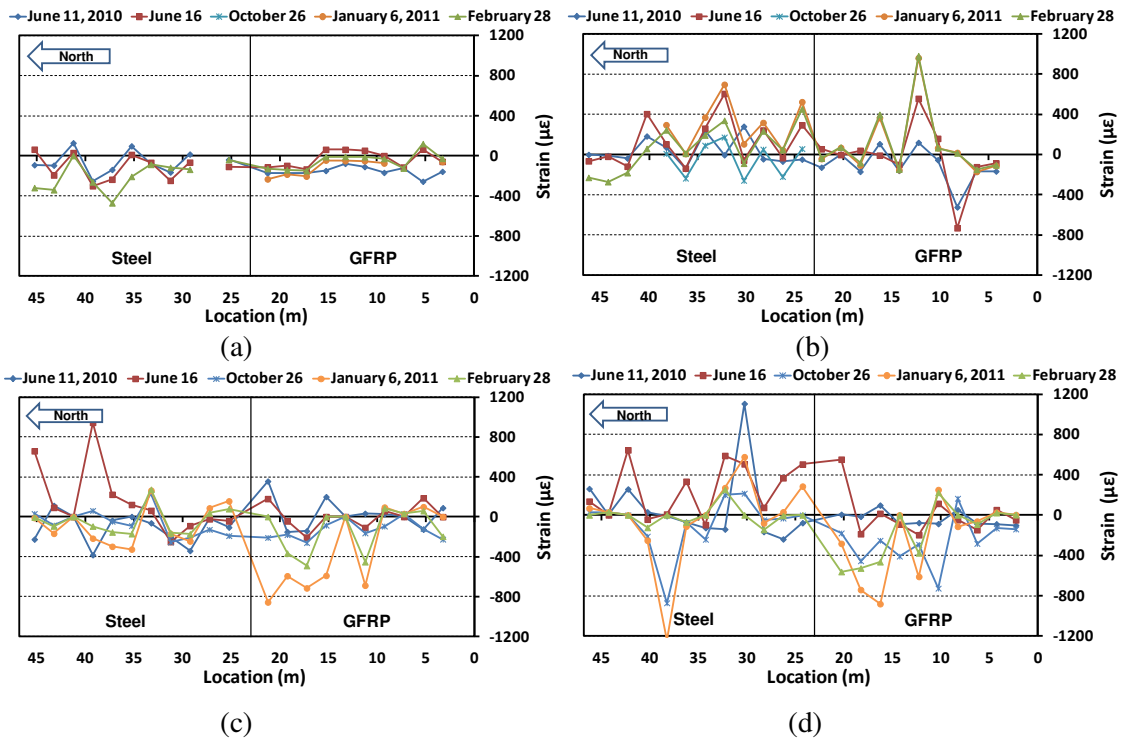 June 11, 2010 June 16 October 26 January 6, 2011 February 28
North
1200
800
400
0
-400
-800
-1200
Strain (µε)
Steel GFRP
45 40 35 30 25 20 15 10 5 0
Location (m)
(a)
June 11, 2010 June 16 October 26 January 6, 2011 February 28
North
1200
800
400
0
-400
-800
-1200
Strain (µε)
Steel GFRP
45 40 35 30 25 20 15 10 5 0
Location (m)
(b)
June 11, 2010 June 16 October 26 January 6, 2011 February 28
North
1200
800
400
0
-400
-800
-1200
Strain (µε)
Steel GFRP
45 40 35 30 25 20 15 10 5 0
Location (m)
(c)
June 11, 2010 June 16 October 26 January 6, 2011 February 28
North
1200
800
400
0
-400
-800
-1200
Strain (µε)
Steel GFRP
45 40 35 30 25 20 15 10 5 0
Location (m)
(d)